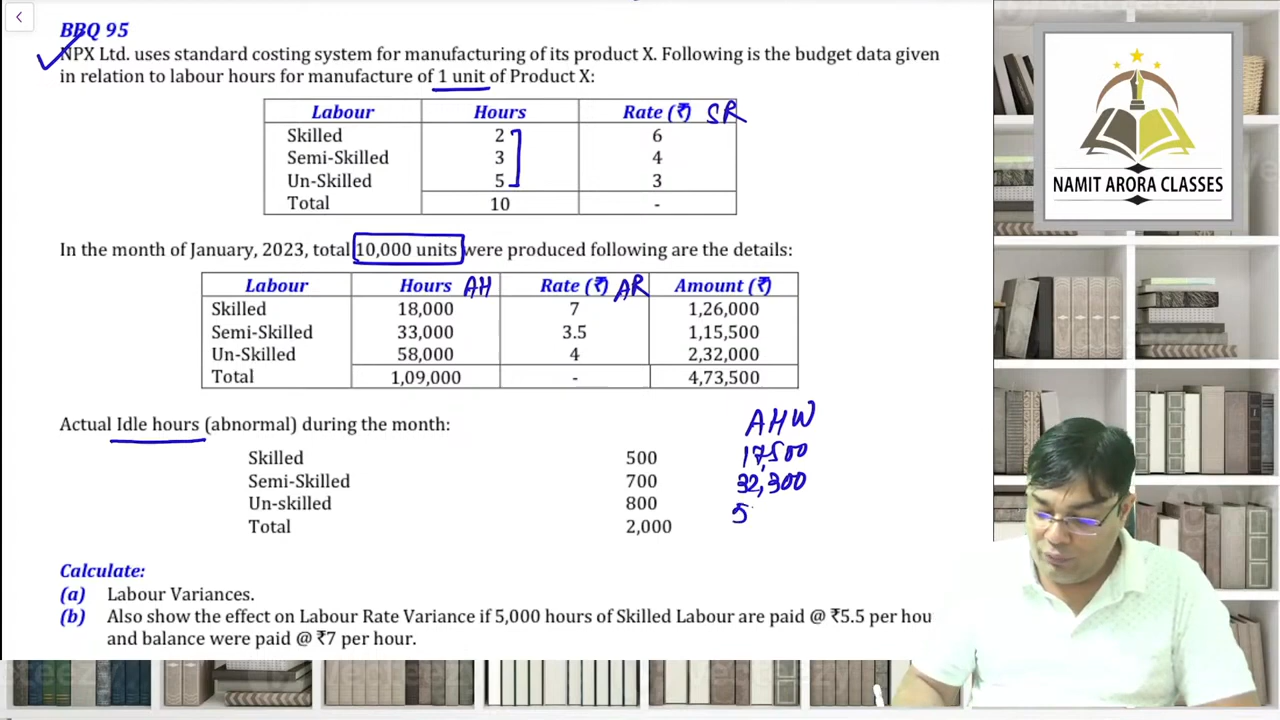 BBQ 95
NPX Ltd. uses standard costing system for manufacturing of its product X. Following is the budget data given
in relation to labour hours for manufacture of 1 unit of Product X:
Labour Hours Rate (₹) SR
Skilled 2 6
Semi-Skilled 3 4
Un-Skilled 5 3
Total 10 -
In the month of January, 2023, total 10,000 units were produced following are the details:
Labour Hours AH Rate (₹) AR Amount (₹)
Skilled 18,000 7 1,26,000
Semi-Skilled 33,000 3.5 1,15,500
Un-Skilled 58,000 4 2,32,000
Total 1,09,000 - 4,73,500
Actual Idle hours (abnormal) during the month:
AHW
Skilled 500 17,500
Semi-Skilled 700 32,300
Un-skilled 800 5
Total 2,000
Calculate:
(a) Labour Variances.
(b) Also show the effect on Labour Rate Variance if 5,000 hours of Skilled Labour are paid @ ₹5.5 per hou
and balance were paid @ ₹7 per hour.
NAMIT ARORA CLASSES